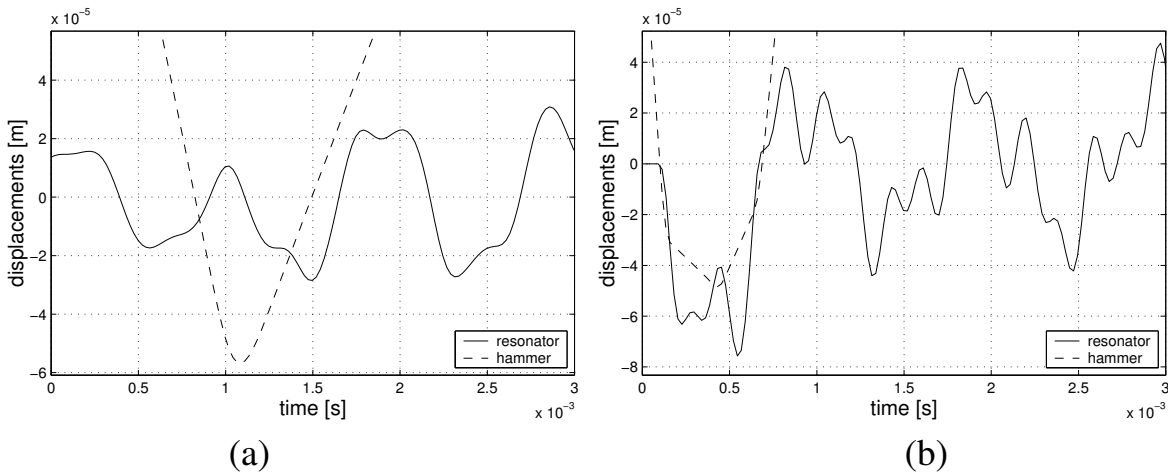 x 10⁻⁵
4
2
0
−2
−4
−6
displacements [m]
0
0.5
1
1.5
2
2.5
3
time [s]
x 10⁻³
resonator
hammer
(a)
x 10⁻⁵
4
2
0
−2
−4
−6
−8
displacements [m]
0
0.5
1
1.5
2
2.5
3
time [s]
x 10⁻³
resonator
hammer
(b)